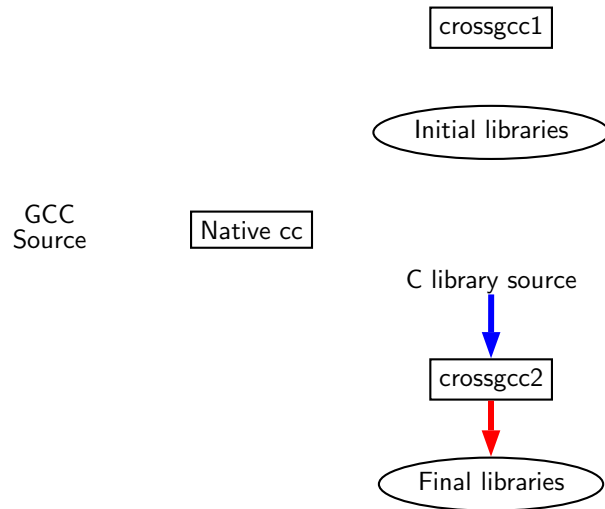 crossgcc1
Initial libraries
GCC
Source
Native cc
C library source
crossgcc2
Final libraries